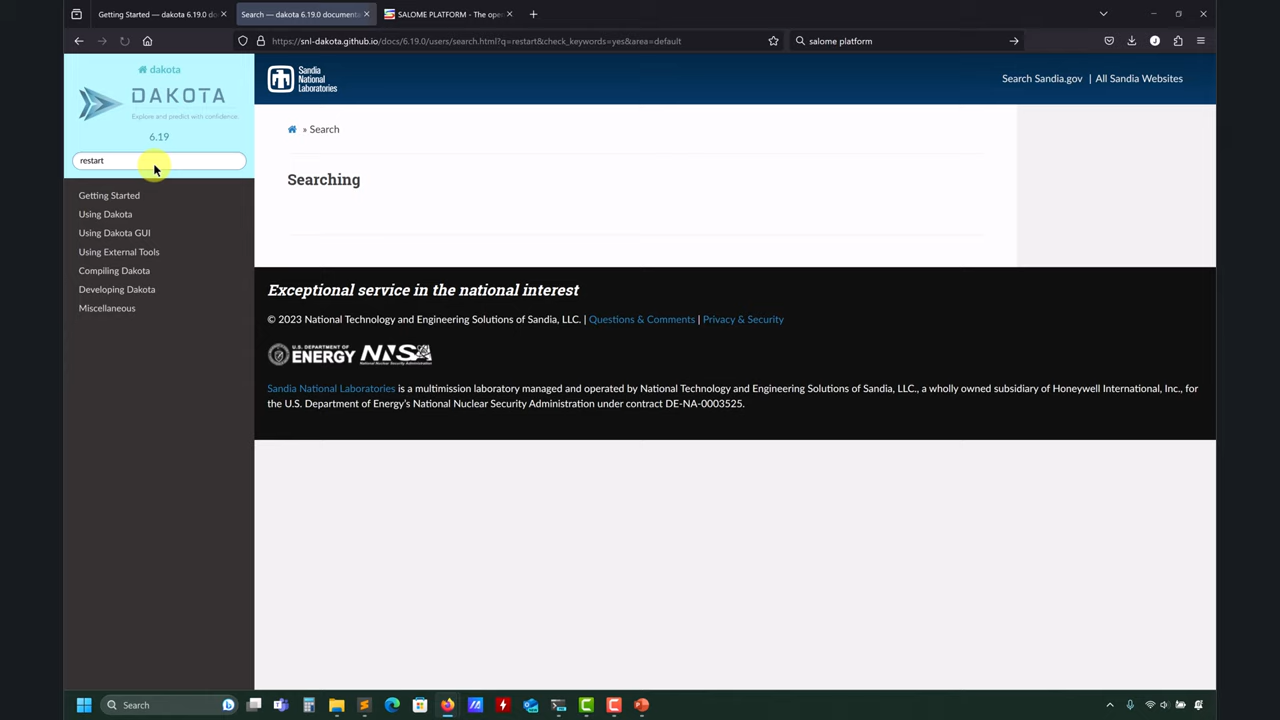 Getting Started — dakota 6.19.0 do
Search — dakota 6.19.0 documenta
SALOME PLATFORM - The ope
https://snl-dakota.github.io/docs/6.19.0/users/search.html?q=restart&check_keywords=yes&area=default
salome platform
dakota
DAKOTA
Explore and predict with confidence.
6.19
restart
Getting Started
Using Dakota
Using Dakota GUI
Using External Tools
Compiling Dakota
Developing Dakota
Miscellaneous
Sandia
National
Laboratories
Search Sandia.gov | All Sandia Websites
» Search
Searching
Exceptional service in the national interest
© 2023 National Technology and Engineering Solutions of Sandia, LLC. | Questions & Comments | Privacy & Security
U.S. DEPARTMENT OF
ENERGY
NNSA
National Nuclear Security Administration
Sandia National Laboratories is a multimission laboratory managed and operated by National Technology and Engineering Solutions of Sandia, LLC., a wholly owned subsidiary of Honeywell International, Inc., for
the U.S. Department of Energy's National Nuclear Security Administration under contract DE-NA-0003525.
Search